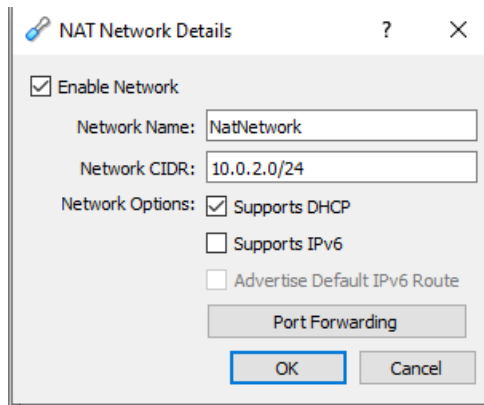 NAT Network Details ?
Enable Network
Network Name: NatNetwork
Network CIDR: 10.0.2.0/24
Network Options: Supports DHCP
Supports IPv6
Advertise Default IPv6 Route
Port Forwarding
OK Cancel